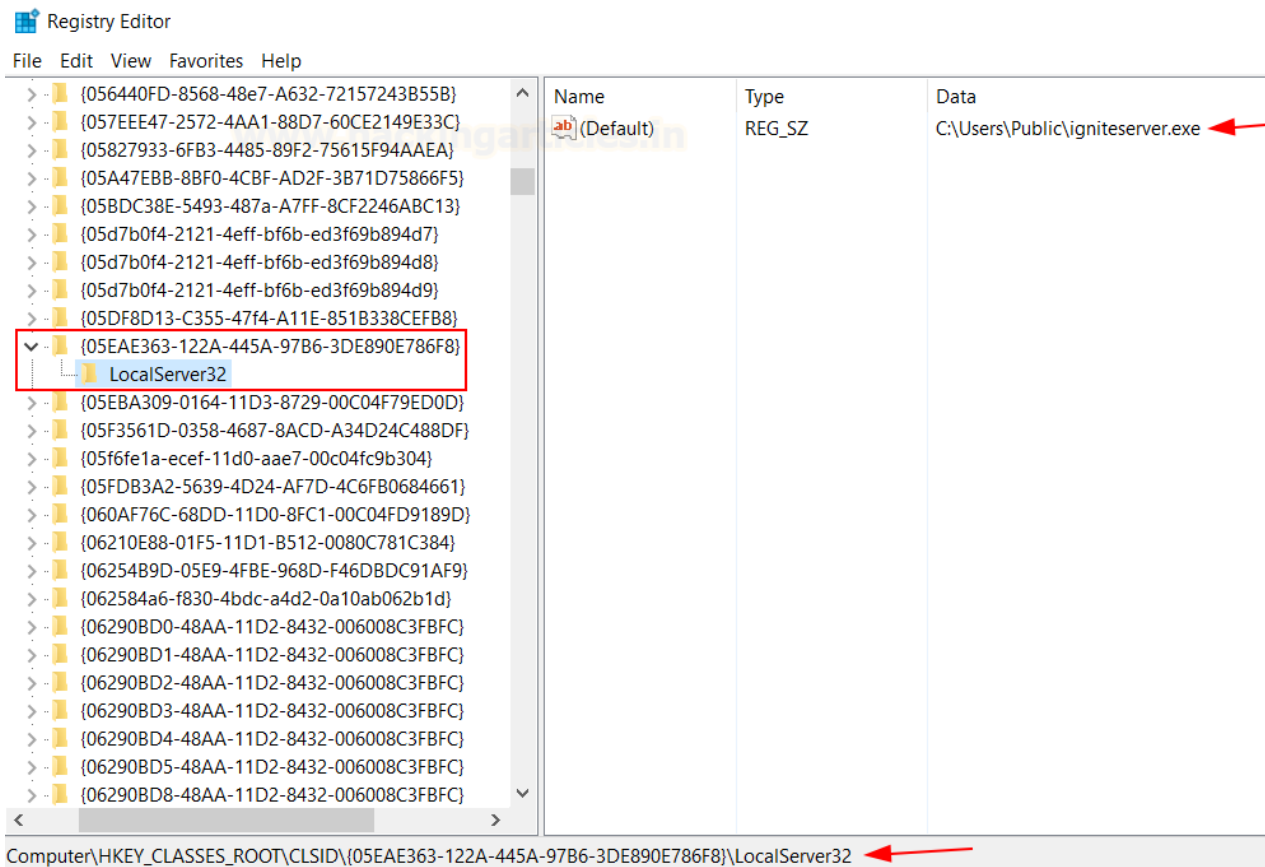 Registry Editor
File Edit View Favorites Help
{056440FD-8568-48e7-A632-72157243B55B}
{057EEE47-2572-4AA1-88D7-60CE2149E33C}
{05827933-6FB3-4485-89F2-75615F94AAEA}
{05A47EBB-8BF0-4CBF-AD2F-3B71D75866F5}
{05BDC38E-5493-487a-A7FF-8CF2246ABC13}
{05d7b0f4-2121-4eff-bf6b-ed3f69b894d7}
{05d7b0f4-2121-4eff-bf6b-ed3f69b894d8}
{05d7b0f4-2121-4eff-bf6b-ed3f69b894d9}
{05DF8D13-C355-47f4-A11E-851B338CEFB8}
{05EAE363-122A-445A-97B6-3DE890E786F8}
LocalServer32
{05EBA309-0164-11D3-8729-00C04F79ED0D}
{05F3561D-0358-4687-8ACD-A34D24C488DF}
{05f6fe1a-ecef-11d0-aae7-00c04fc9b304}
{05FDB3A2-5639-4D24-AF7D-4C6FB0684661}
{060AF76C-68DD-11D0-8FC1-00C04FD9189D}
{06210E88-01F5-11D1-B512-0080C781C384}
{06254B9D-05E9-4FBE-968D-F46DBDC91AF9}
{062584a6-f830-4bdc-a4d2-0a10ab062b1d}
{06290BD0-48AA-11D2-8432-006008C3FBFC}
{06290BD1-48AA-11D2-8432-006008C3FBFC}
{06290BD2-48AA-11D2-8432-006008C3FBFC}
{06290BD3-48AA-11D2-8432-006008C3FBFC}
{06290BD4-48AA-11D2-8432-006008C3FBFC}
{06290BD5-48AA-11D2-8432-006008C3FBFC}
{06290BD8-48AA-11D2-8432-006008C3FBFC}
Name Type Data
ab (Default) REG_SZ C:\Users\Public\igniteserver.exe
www.hackingarticles.in
Computer\HKEY_CLASSES_ROOT\CLSID\{05EAE363-122A-445A-97B6-3DE890E786F8}\LocalServer32